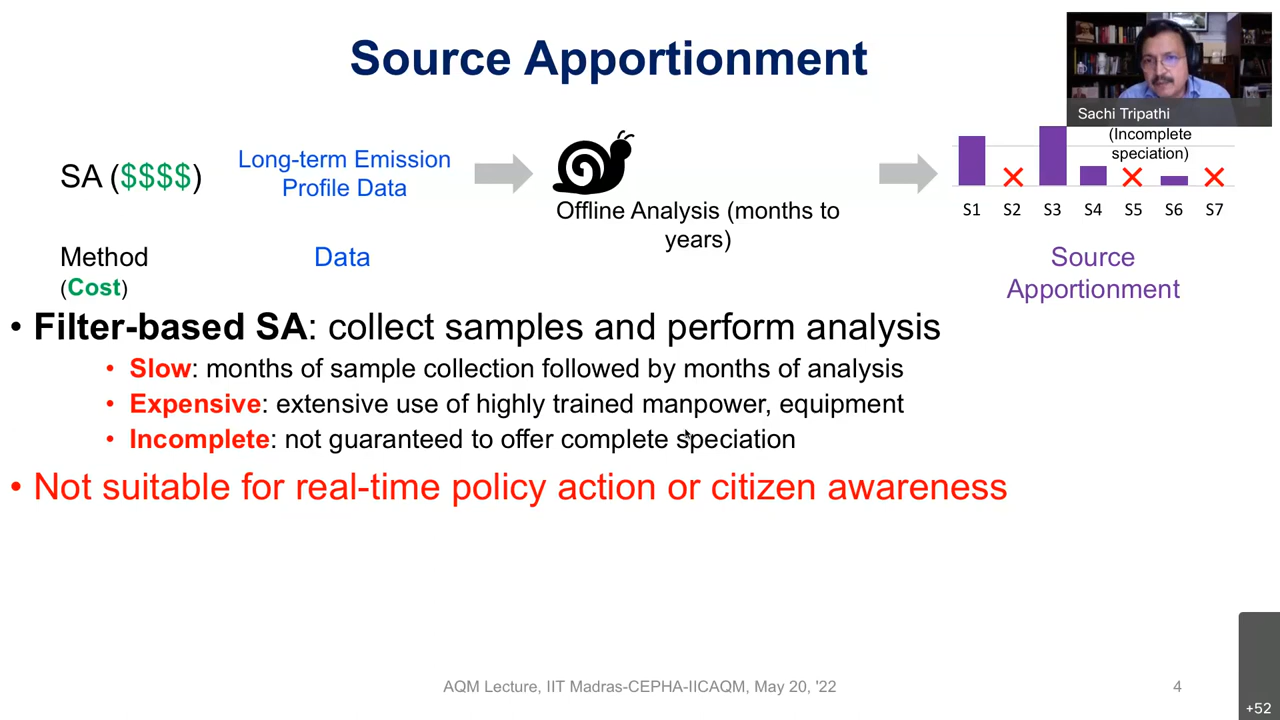 Source Apportionment
Sachi Tripathi
SA ($$$$)
Long-term Emission
Profile Data
Offline Analysis (months to
years)
(Incomplete
speciation)
S1 S2 S3 S4 S5 S6 S7
Method
(Cost)
Data
Source
Apportionment
• Filter-based SA: collect samples and perform analysis
• Slow: months of sample collection followed by months of analysis
• Expensive: extensive use of highly trained manpower, equipment
• Incomplete: not guaranteed to offer complete speciation
• Not suitable for real-time policy action or citizen awareness
AQM Lecture, IIT Madras-CEPHA-IICAQM, May 20, '22
4
+52